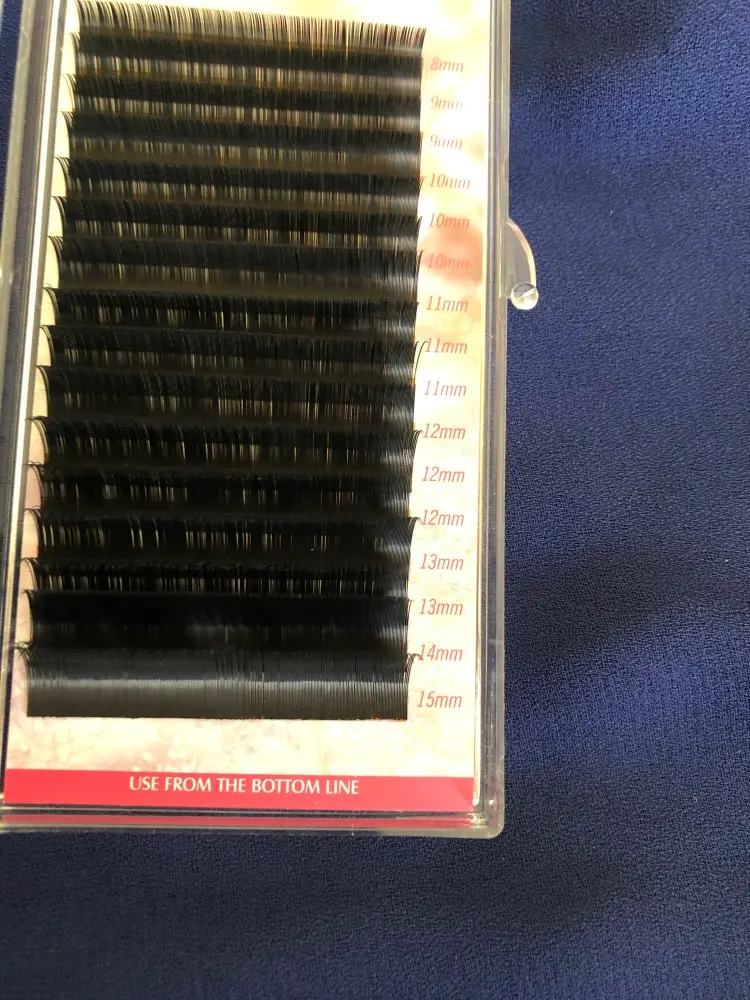 8mm
9mm
9mm
10mm
10mm
10mm
11mm
11mm
11mm
12mm
12mm
12mm
13mm
13mm
14mm
15mm
USE FROM THE BOTTOM LINE